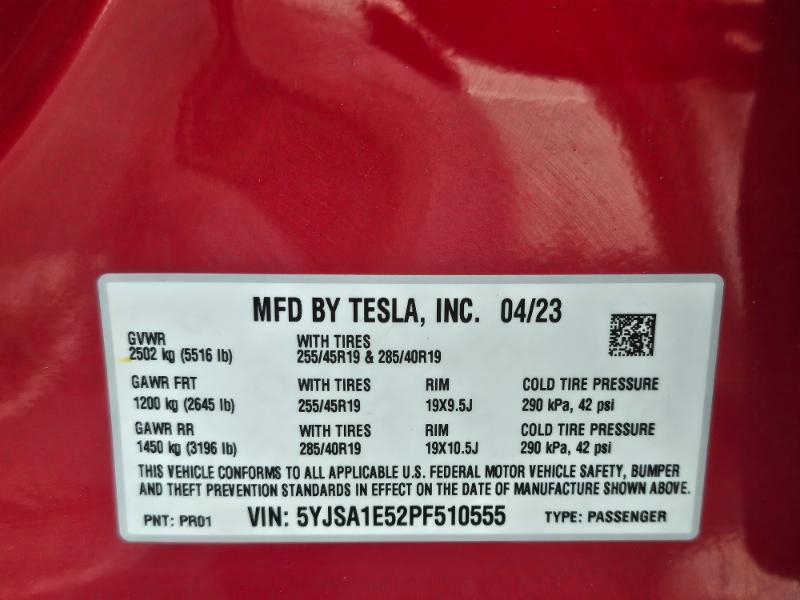 MFD BY TESLA, INC. 04/23
GVWR WITH TIRES
2502 kg (5516 lb) 255/45R19 & 285/40R19
GAWR FRT WITH TIRES RIM COLD TIRE PRESSURE
1200 kg (2645 lb) 255/45R19 19X9.5J 290 kPa, 42 psi
GAWR RR WITH TIRES RIM COLD TIRE PRESSURE
1450 kg (3196 lb) 285/40R19 19X10.5J 290 kPa, 42 psi
THIS VEHICLE CONFORMS TO ALL APPLICABLE U.S. FEDERAL MOTOR VEHICLE SAFETY, BUMPER
AND THEFT PREVENTION STANDARDS IN EFFECT ON THE DATE OF MANUFACTURE SHOWN ABOVE.
PNT: PR01 VIN: 5YJSA1E52PF510555 TYPE: PASSENGER